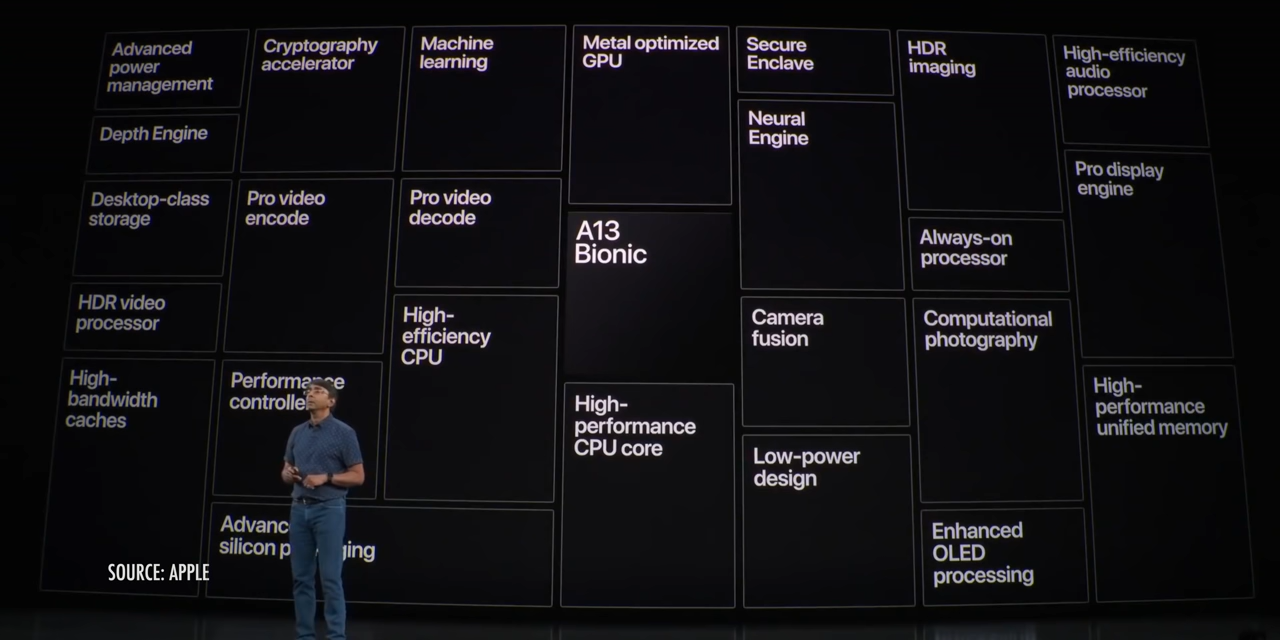 Advanced
power
management
Depth Engine
Desktop-class
storage
HDR video
processor
High-
bandwidth
caches
Cryptography
accelerator
Pro video
encode
Performance
silicon
Machine
learning
Pro video
decode
High-
efficiency
CPU
Metal optimized
GPU
A13
Bionic
High-
performance
CPU core
Secure
Enclave
Neural
Engine
Camera
fusion
Low-power
design
HDR
imaging
Always-on
processor
Computational
photography
Enhanced
OLED
processing
High-efficiency
audio
processor
Pro display
engine
High-
performance
unified memory
SOURCE: APPLE